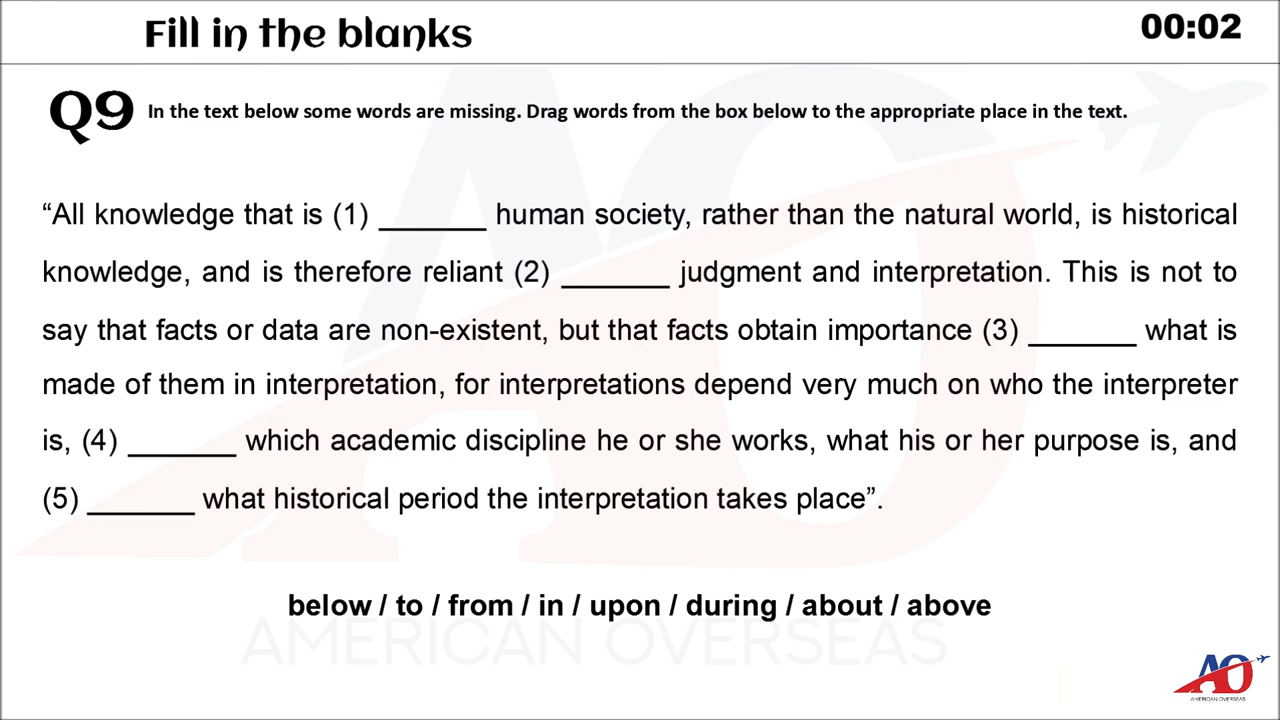 Fill in the blanks
00:02
Q9 In the text below some words are missing. Drag words from the box below to the appropriate place in the text.
“All knowledge that is (1) _______ human society, rather than the natural world, is historical
knowledge, and is therefore reliant (2) _______ judgment and interpretation. This is not to
say that facts or data are non-existent, but that facts obtain importance (3) _______ what is
made of them in interpretation, for interpretations depend very much on who the interpreter
is, (4) _______ which academic discipline he or she works, what his or her purpose is, and
(5) _______ what historical period the interpretation takes place”.
below / to / from / in / upon / during / about / above
AMERICAN OVERSEAS
AO
AMERICAN OVERSEAS